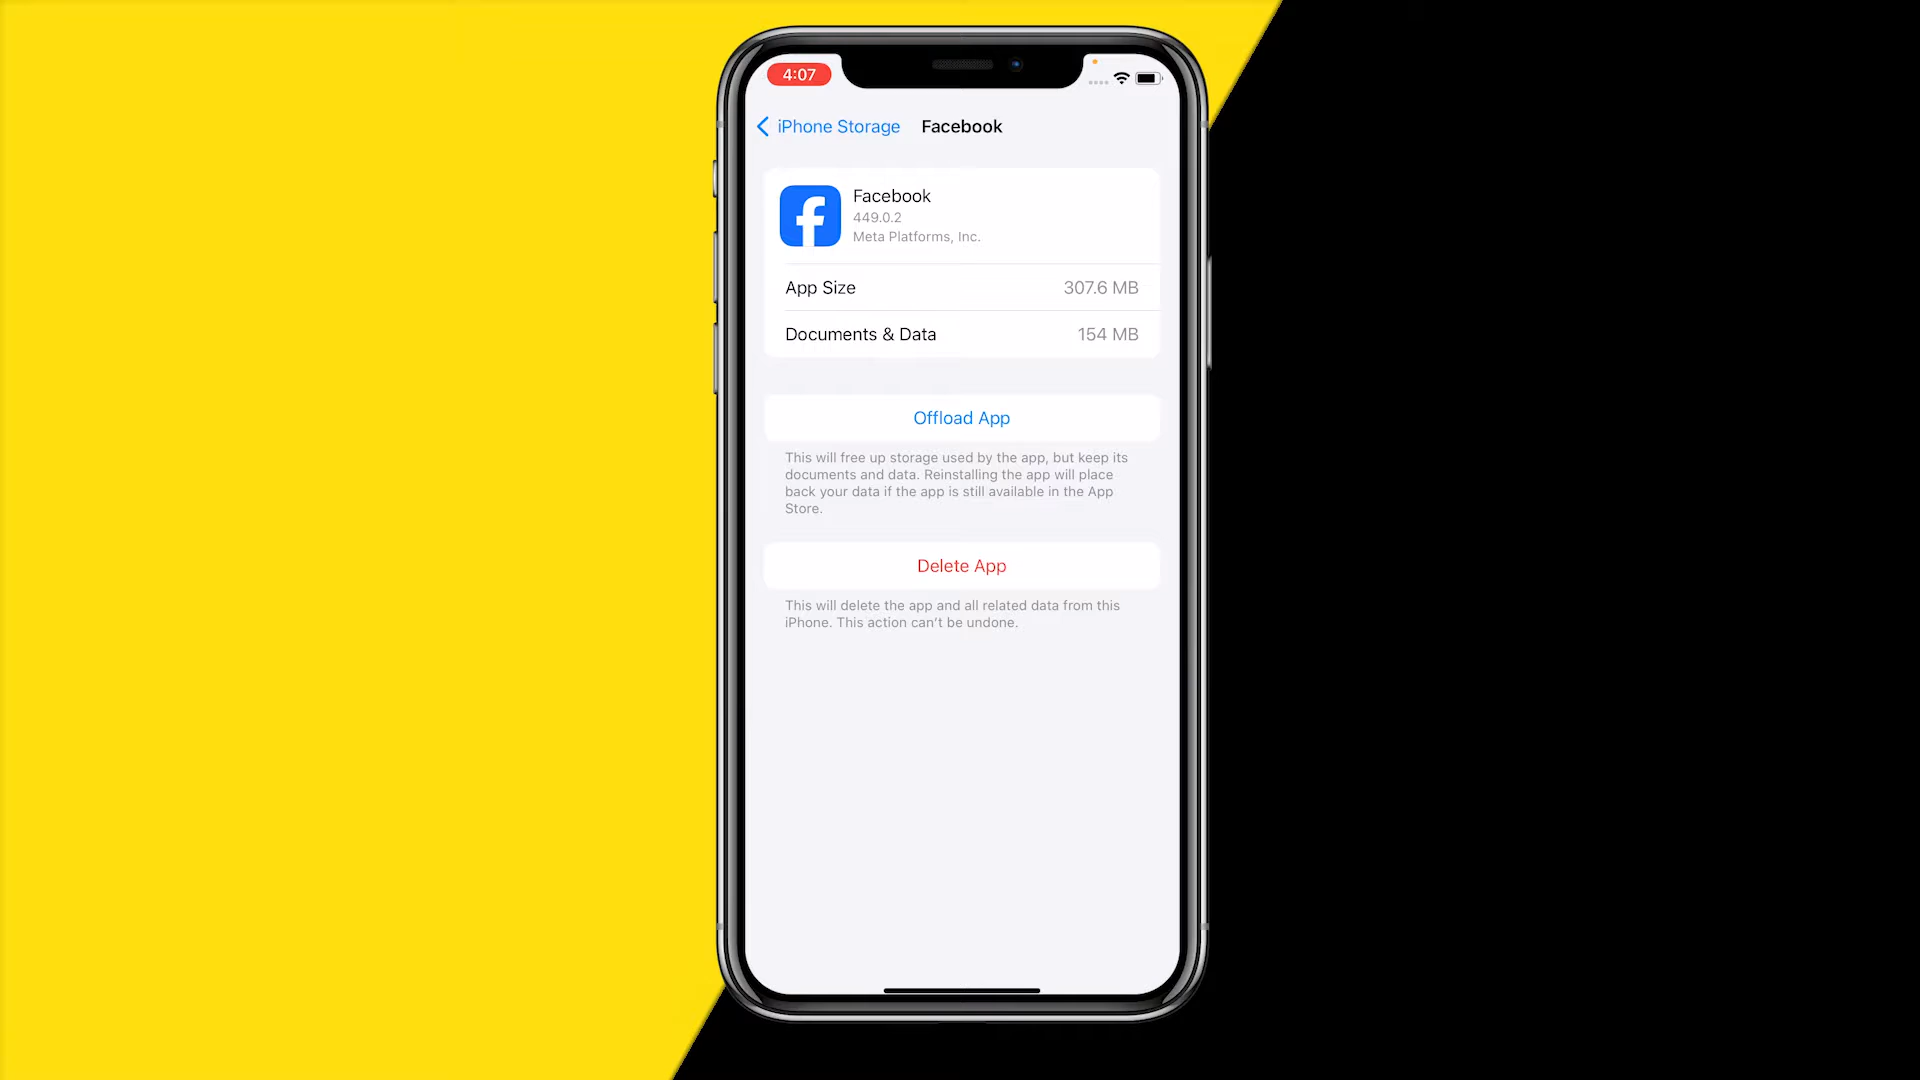 4:07
iPhone Storage Facebook
Facebook
449.0.2
Meta Platforms, Inc.
App Size 307.6 MB
Documents & Data 154 MB
Offload App
This will free up storage used by the app, but keep its
documents and data. Reinstalling the app will place
back your data if the app is still available in the App
Store.
Delete App
This will delete the app and all related data from this
iPhone. This action can’t be undone.